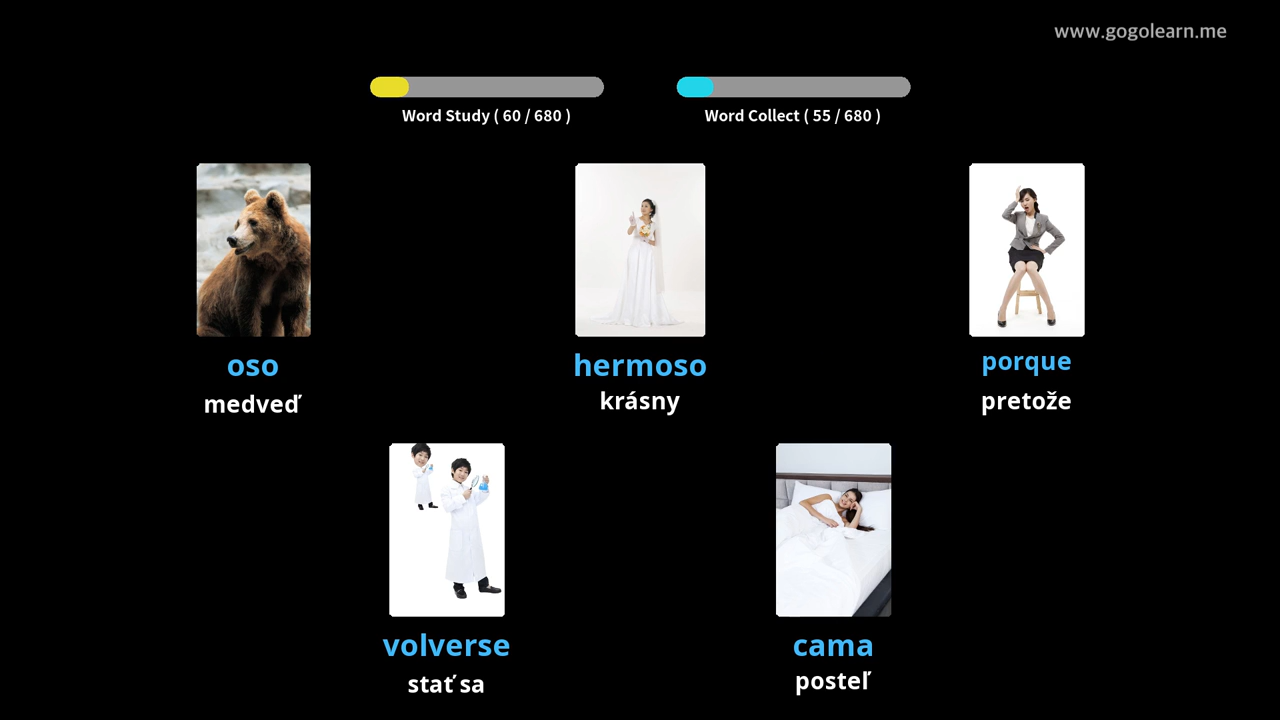 www.gogolearn.me
Word Study ( 60 / 680 )
Word Collect ( 55 / 680 )
oso
medveď
hermoso
krásny
porque
pretože
volverse
stať sa
cama
posteľ